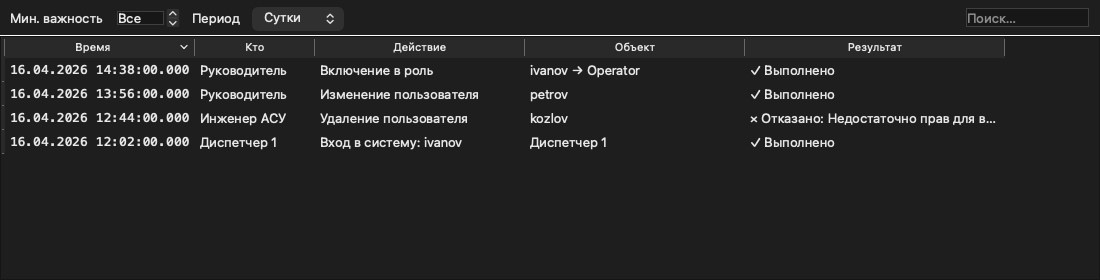 Мин. важность Все Период Сутки Поиск...
Время Кто Действие Объект Результат
16.04.2026 14:38:00.000 Руководитель Включение в роль ivanov → Operator ✓ Выполнено
16.04.2026 13:56:00.000 Руководитель Изменение пользователя petrov ✓ Выполнено
16.04.2026 12:44:00.000 Инженер АСУ Удаление пользователя kozlov × Отказано: Недостаточно прав для в...
16.04.2026 12:02:00.000 Диспетчер 1 Вход в систему: ivanov Диспетчер 1 ✓ Выполнено